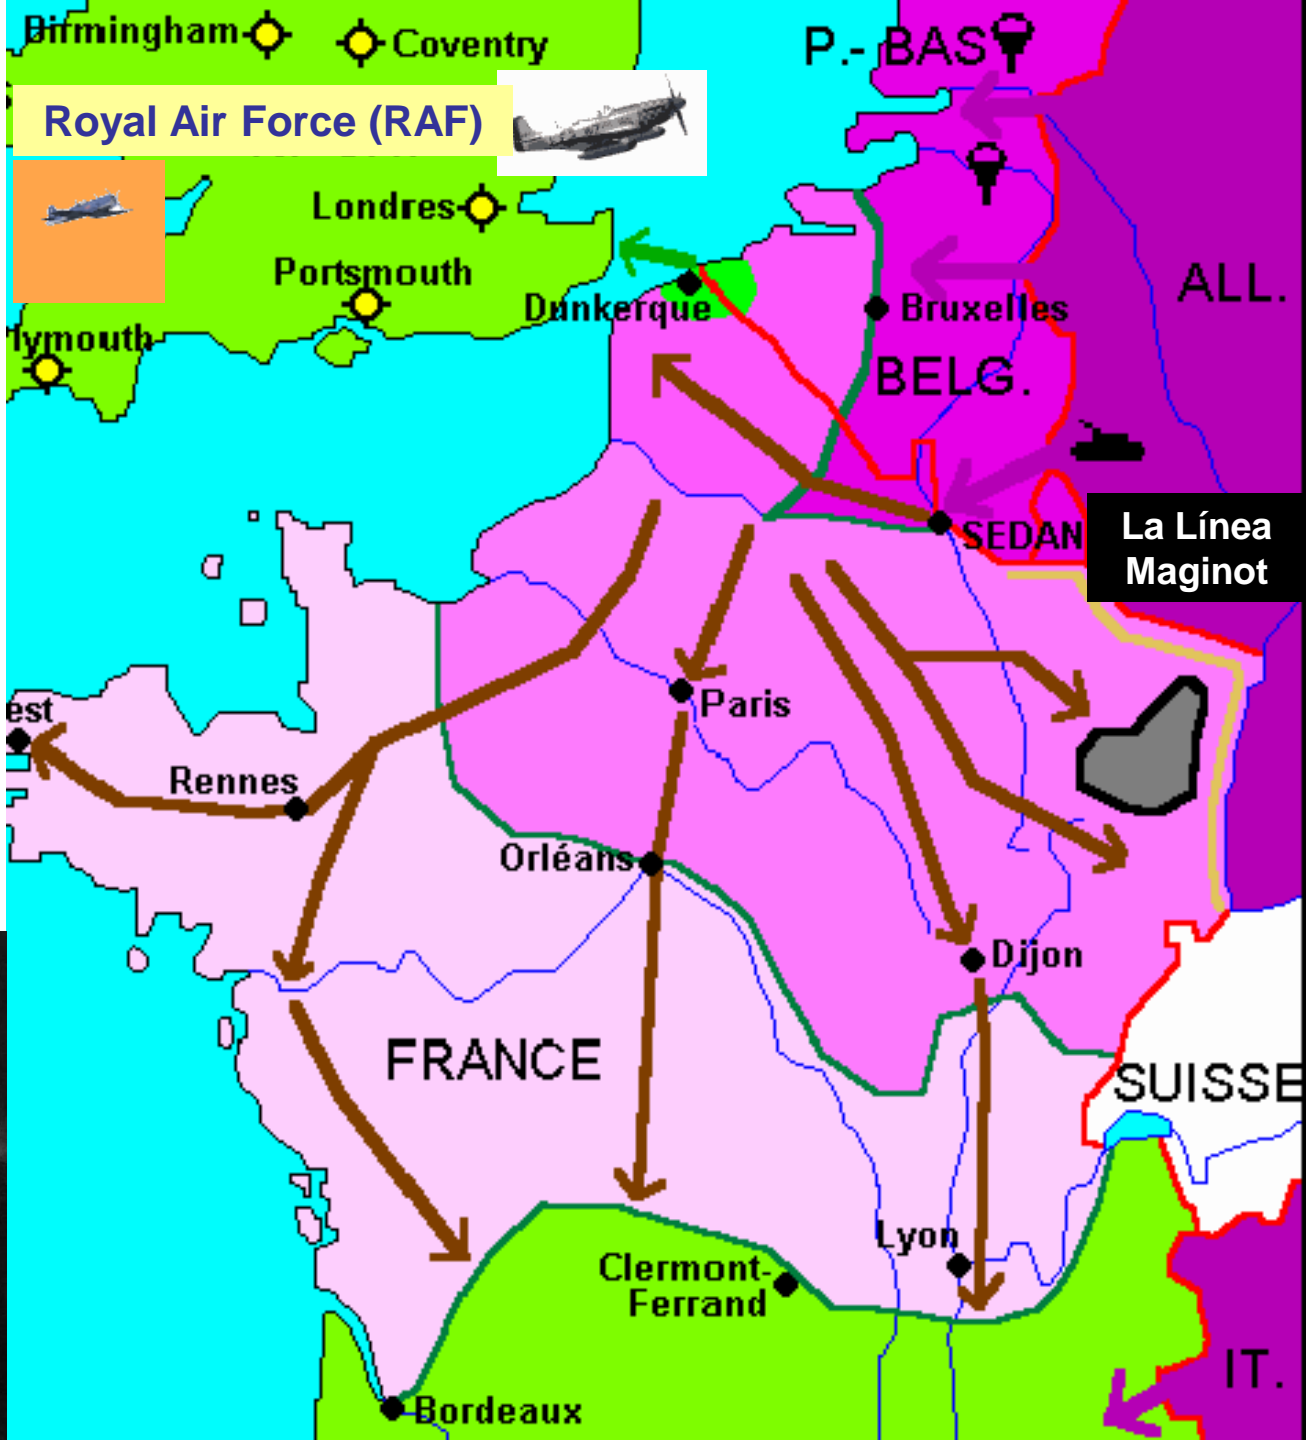 Birmingham
Coventry
P.- BAS
Royal Air Force (RAF)
Londres
Portsmouth
ALL.
Dunkerque
Bruxelles
lymouth
BELG.
SEDAN
La Línea
Maginot
Paris
est
Rennes
Orléans
Dijon
FRANCE
SUISSE
Lyon
Clermont-
Ferrand
IT.
Bordeaux